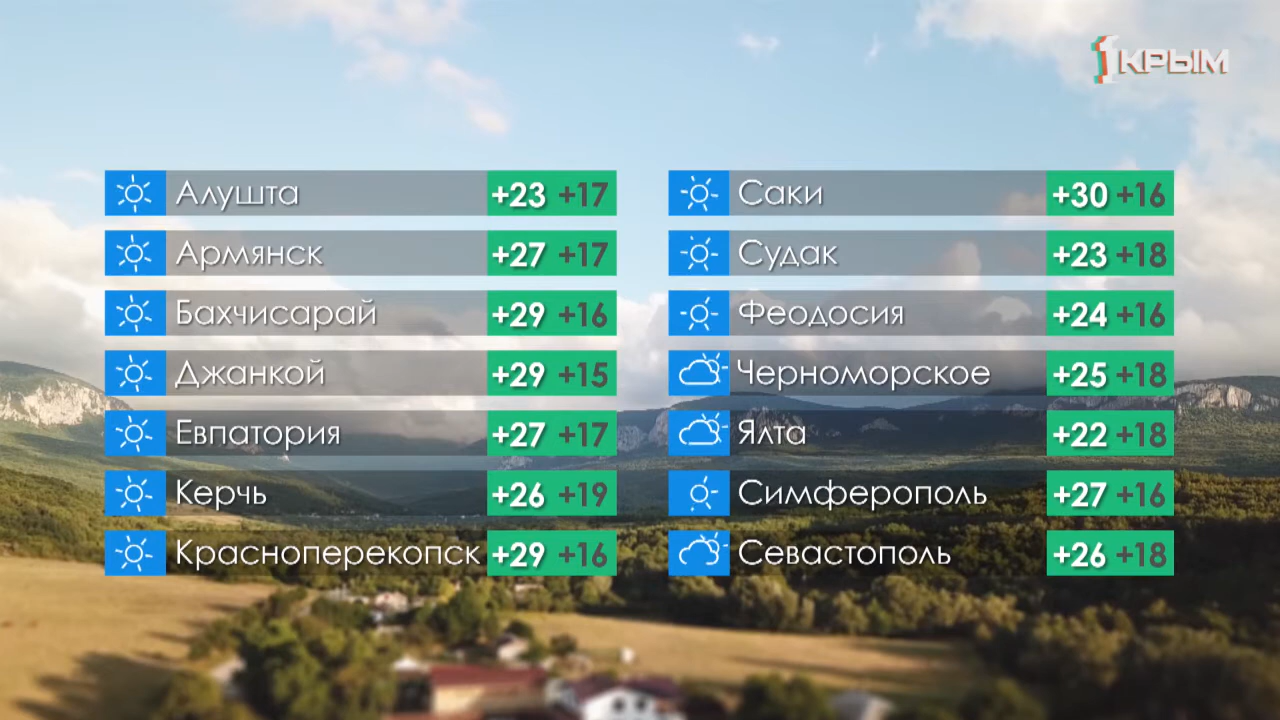 1КРЫМ
Алушта +23 +17
Армянск +27 +17
Бахчисарай +29 +16
Джанкой +29 +15
Евпатория +27 +17
Керчь +26 +19
Красноперекопск +29 +16
Саки +30 +16
Судак +23 +18
Феодосия +24 +16
Черноморское +25 +18
Ялта +22 +18
Симферополь +27 +16
Севастополь +26 +18